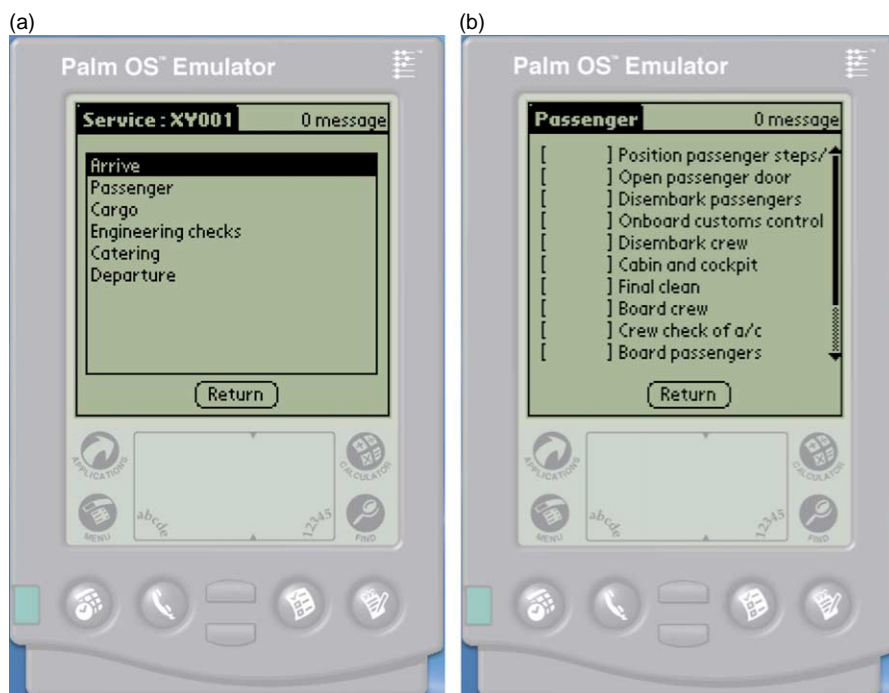 (a)
Palm OS™ Emulator
Service : XY001
0 message
Arrive
Passenger
Cargo
Engineering checks
Catering
Departure
Return
APPLICATIONS
CALCULATOR
MENU
abcde
12345
FIND
(b)
Palm OS™ Emulator
Passenger
0 message
[ ] Position passenger steps/
[ ] Open passenger door
[ ] Disembark passengers
[ ] Onboard customs control
[ ] Disembark crew
[ ] Cabin and cockpit
[ ] Final clean
[ ] Board crew
[ ] Crew check of a/c
[ ] Board passengers
Return
APPLICATIONS
CALCULATOR
MENU
abcde
12345
FIND